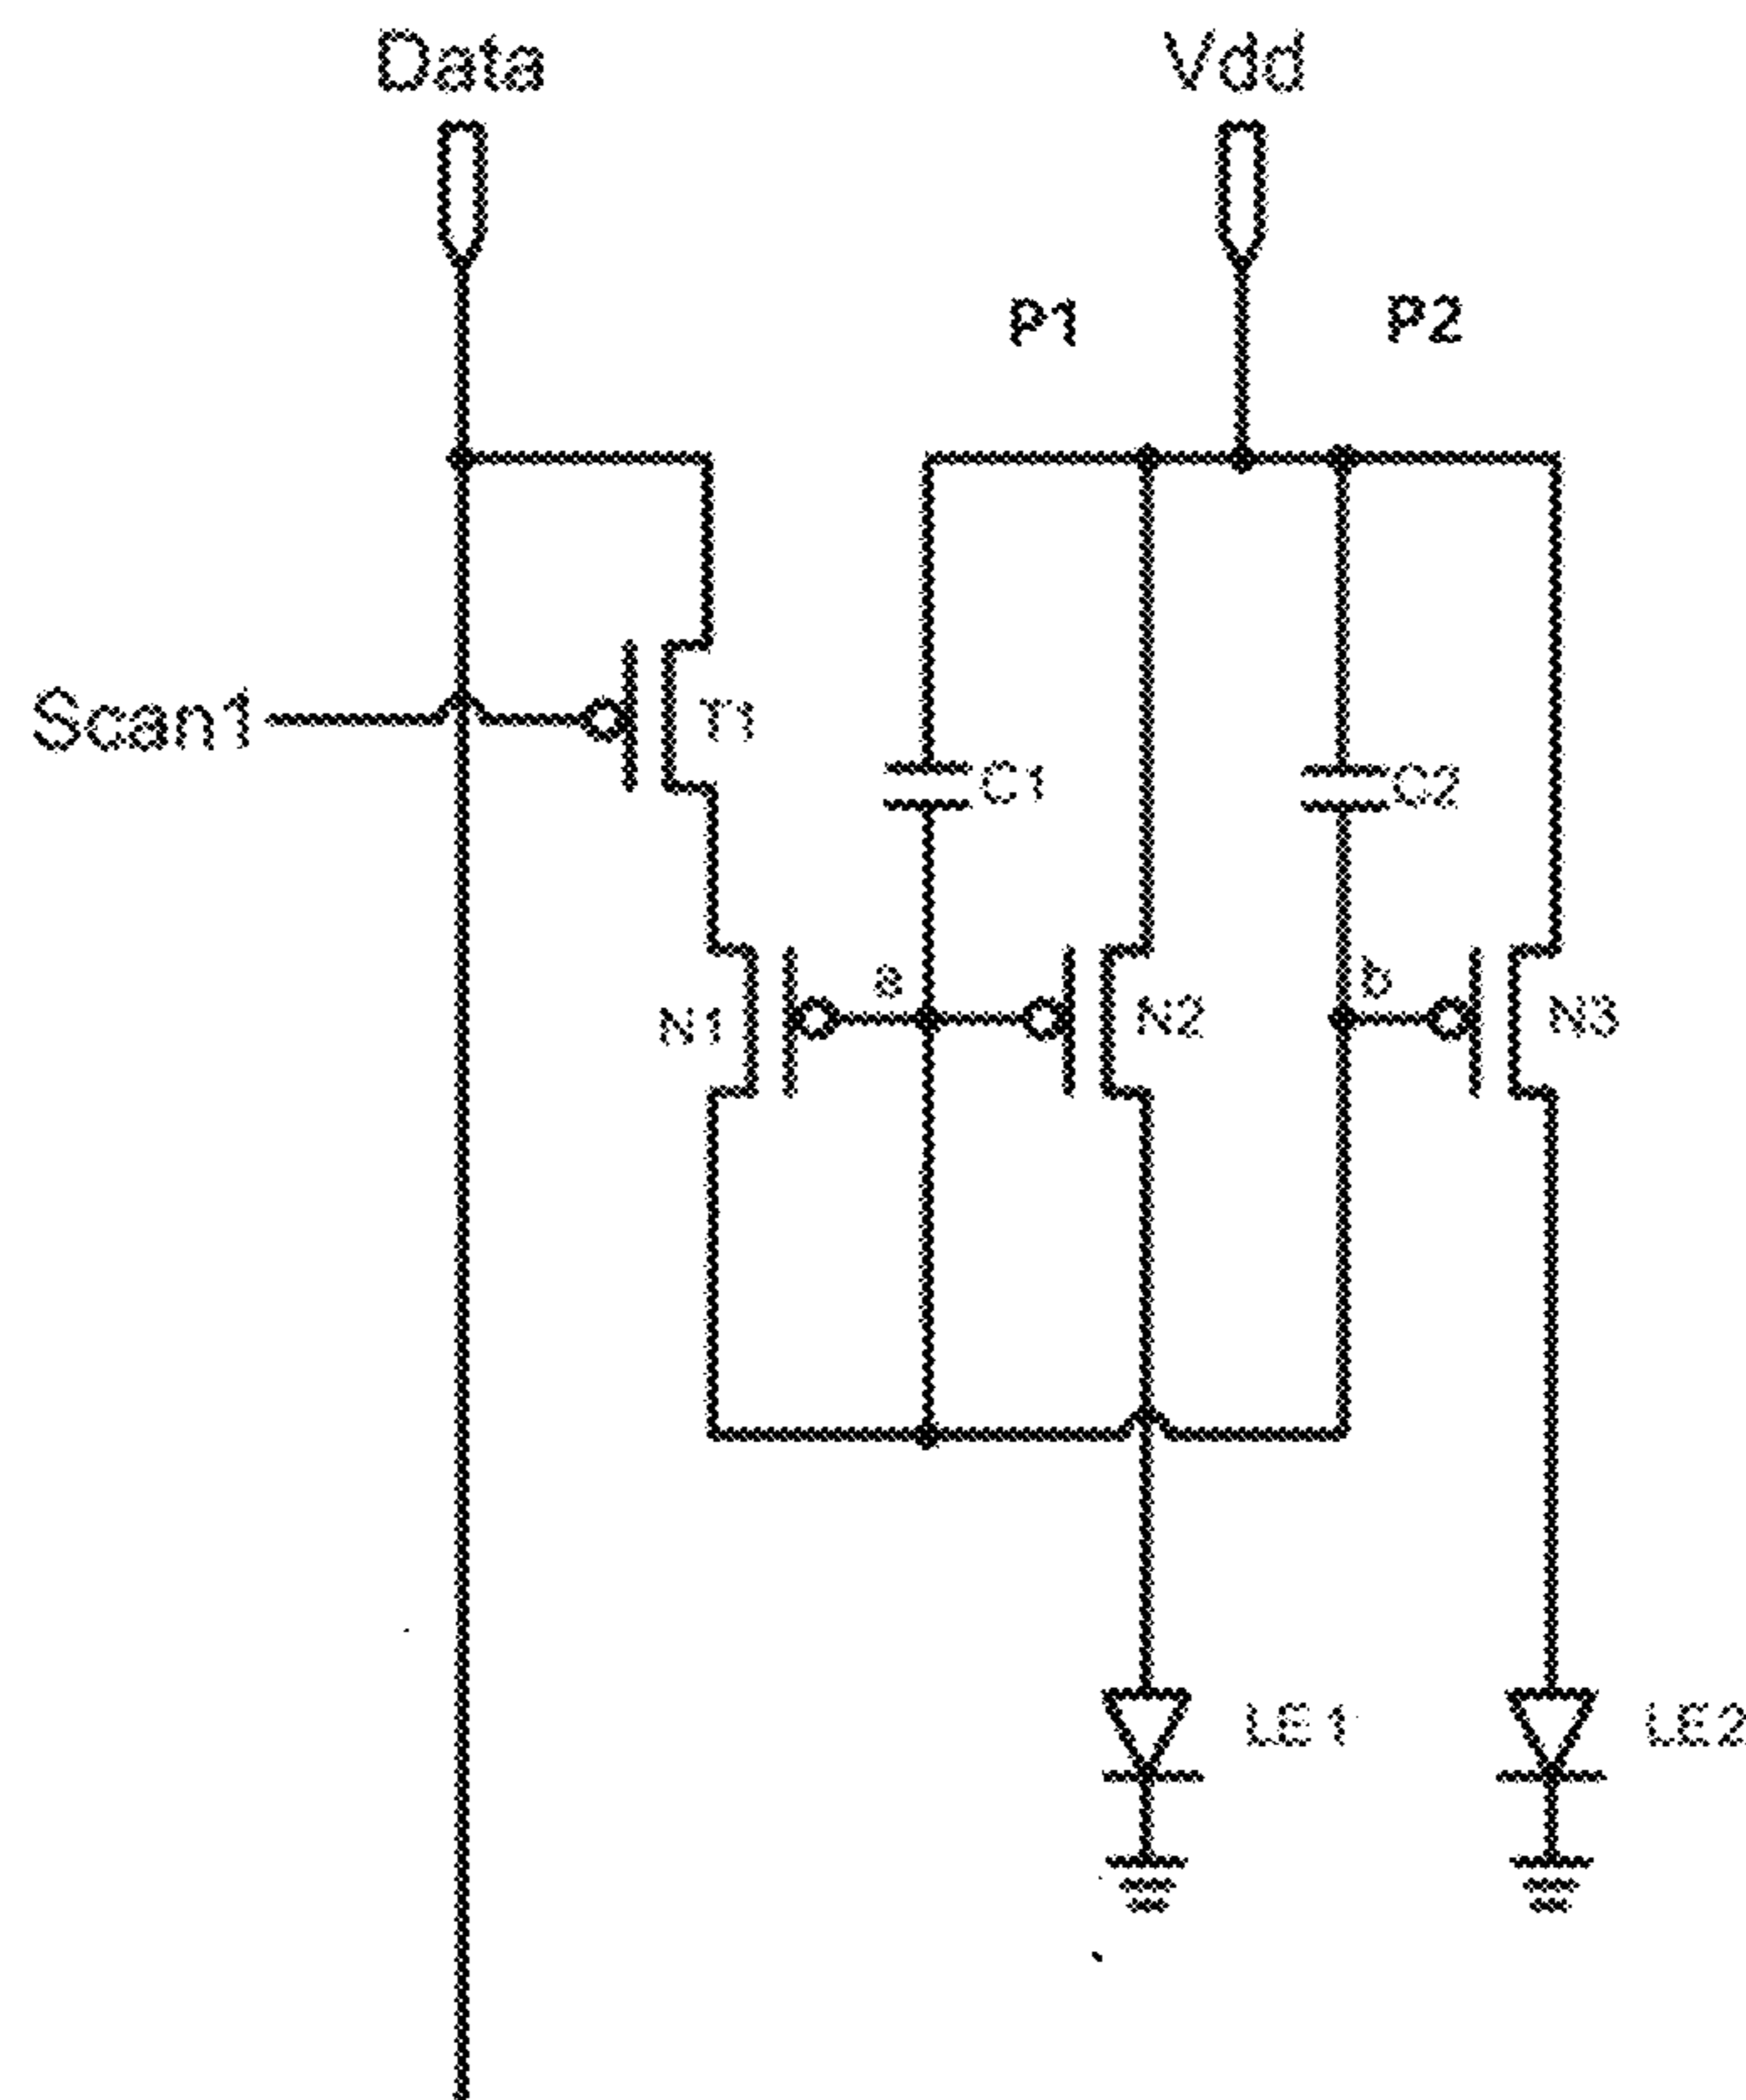 Data Vdd
P1 P2
Scan1 T1
C1 C2
a b
N1 N2 N3
LE1 LE2